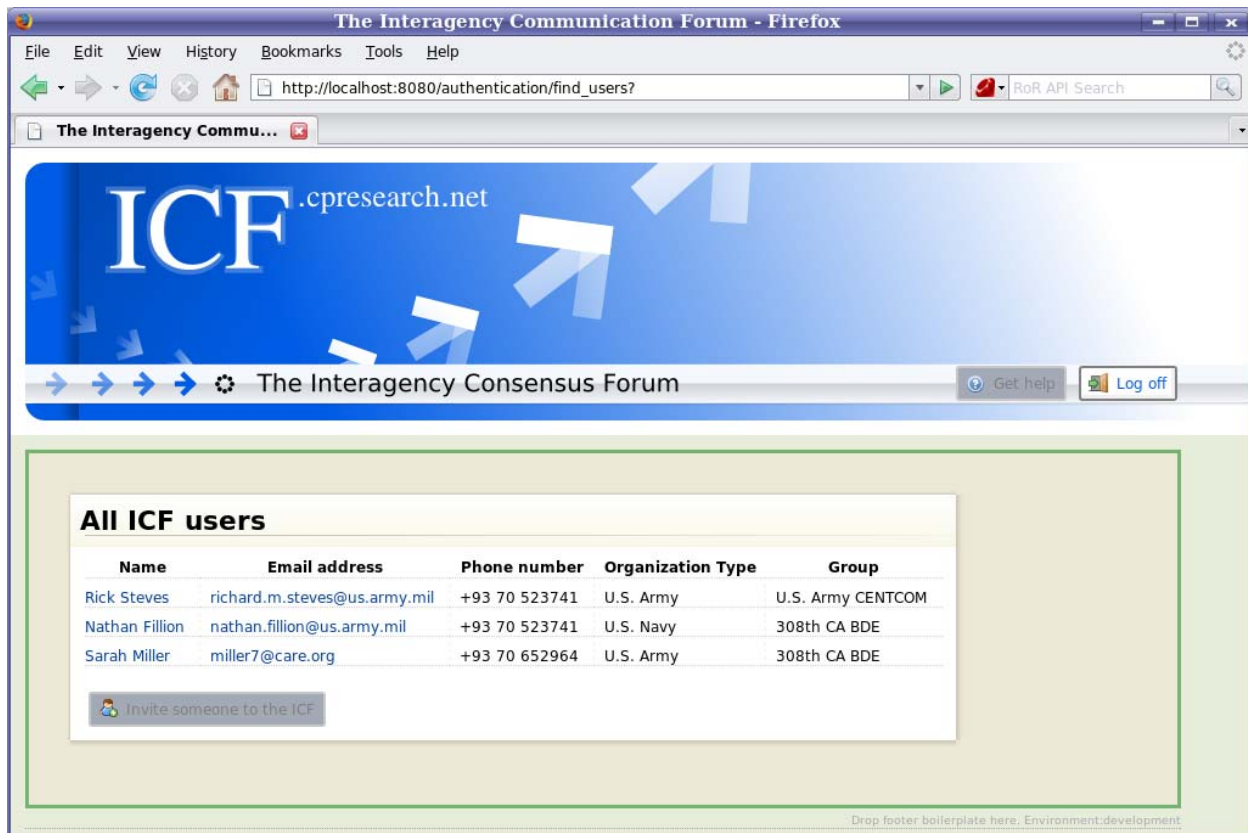 The Interagency Communication Forum - Firefox
File Edit View History Bookmarks Tools Help
http://localhost:8080/authentication/find_users? RoR API Search
The Interagency Commu...
ICF.cpresearch.net
The Interagency Consensus Forum Get help Log off
All ICF users
Name Email address Phone number Organization Type Group
Rick Steves richard.m.steves@us.army.mil +93 70 523741 U.S. Army U.S. Army CENTCOM
Nathan Fillion nathan.fillion@us.army.mil +93 70 523741 U.S. Navy 308th CA BDE
Sarah Miller miller7@care.org +93 70 652964 U.S. Army 308th CA BDE
Invite someone to the ICF
Drop footer boilerplate here. Environment:development